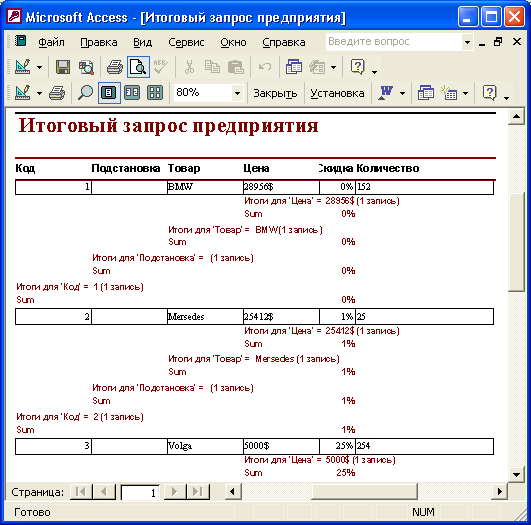 Microsoft Access - [Итоговый запрос предприятия]
Файл Правка Вид Сервис Окно Справка Введите вопрос
80% Закрыть Установка
Итоговый запрос предприятия
Код Подстановка Товар Цена Скидка Количество
1 BMW 28956$ 0% 152
Итоги для 'Цена' = 28956$ (1 запись)
Sum 0%
Итоги для 'Товар' = BMW (1 запись)
Sum 0%
Итоги для 'Подстановка' = (1 запись)
Sum 0%
Итоги для 'Код' = 1 (1 запись)
Sum 0%
2 Mersedes 25412$ 1% 25
Итоги для 'Цена' = 25412$ (1 запись)
Sum 1%
Итоги для 'Товар' = Mersedes (1 запись)
Sum 1%
Итоги для 'Подстановка' = (1 запись)
Sum 1%
Итоги для 'Код' = 2 (1 запись)
Sum 1%
3 Volga 5000$ 25% 254
Итоги для 'Цена' = 5000$ (1 запись)
Sum 25%
Страница: 1
Готово NUM